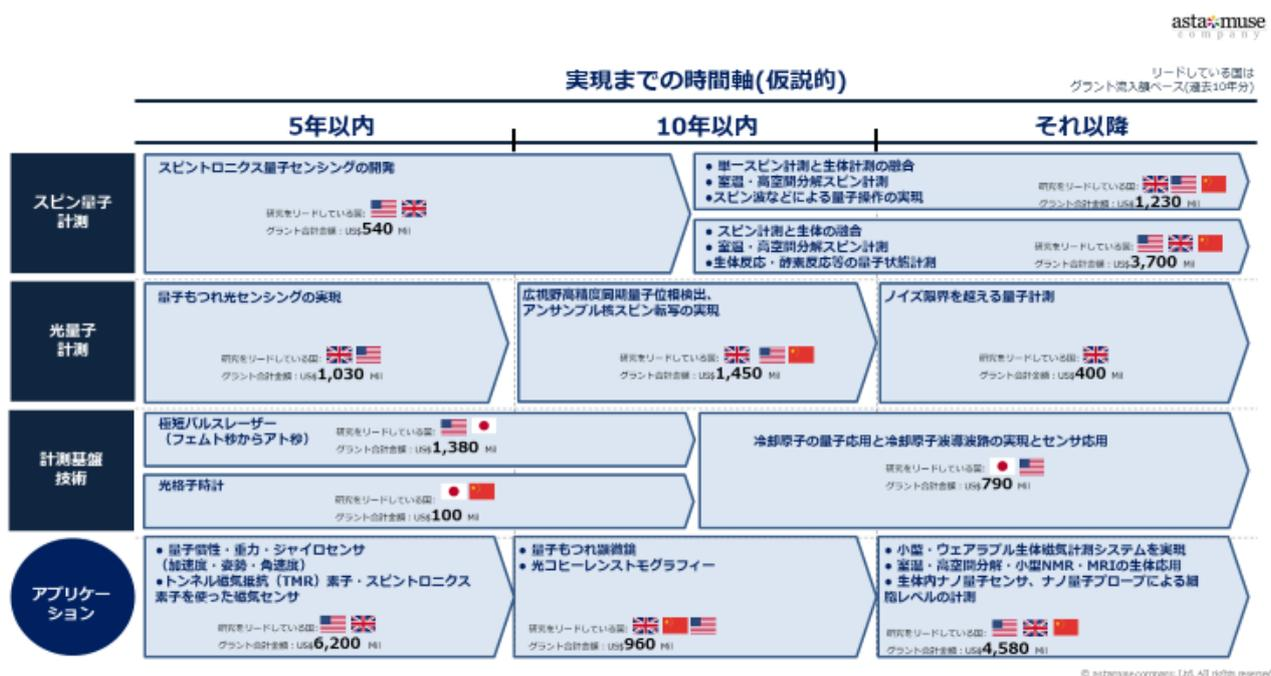 asta muse
company
実現までの時間軸(仮説的)
リードしている国は
グラント流入額ベース(過去10年分)
5年以内
10年以内
それ以降
スピン量子
計測
スピントロニクス量子センシングの開発
研究をリードしている国:
グラント合計金額:US$540 Mil
● 単一スピン計測と生体計測の融合
● 室温・高空間分解スピン計測
●スピン波などによる量子操作の実現
研究をリードしている国:
グラント合計金額:US$1,230 Mil
● スピン計測と生体の融合
● 室温・高空間分解スピン計測
●生体反応・酵素反応等の量子状態計測
研究をリードしている国:
グラント合計金額:US$3,700 Mil
光量子
計測
量子もつれ光センシングの実現
研究をリードしている国:
グラント合計金額:US$1,030 Mil
広視野高精度同期量子位相検出、
アンサンブル核スピン転写の実現
研究をリードしている国:
グラント合計金額:US$1,450 Mil
ノイズ限界を超える量子計測
研究をリードしている国:
グラント合計金額:US$400 Mil
計測基盤
技術
極短パルスレーザー
(フェムト秒からアト秒)
研究をリードしている国:
グラント合計金額:US$1,380 Mil
光格子時計
研究をリードしている国:
グラント合計金額:US$100 Mil
冷却原子の量子応用と冷却原子波導波路の実現とセンサ応用
研究をリードしている国:
グラント合計金額:US$790 Mil
アプリケー
ション
● 量子慣性・重力・ジャイロセンサ
(加速度・姿勢・角速度)
●トンネル磁気抵抗(TMR)素子・スピントロニクス
素子を使った磁気センサ
研究をリードしている国:
グラント合計金額:US$6,200 Mil
● 量子もつれ顕微鏡
● 光コヒーレンストモグラフィー
研究をリードしている国:
グラント合計金額:US$960 Mil
● 小型・ウェアラブル生体磁気計測システムを実現
● 室温・高空間分解・小型NMR・MRIの生体応用
● 生体内ナノ量子センサ、ナノ量子プローブによる細
胞レベルの計測
研究をリードしている国:
グラント合計金額:US$4,580 Mil
© astamuse company, Ltd. All rights reserved.